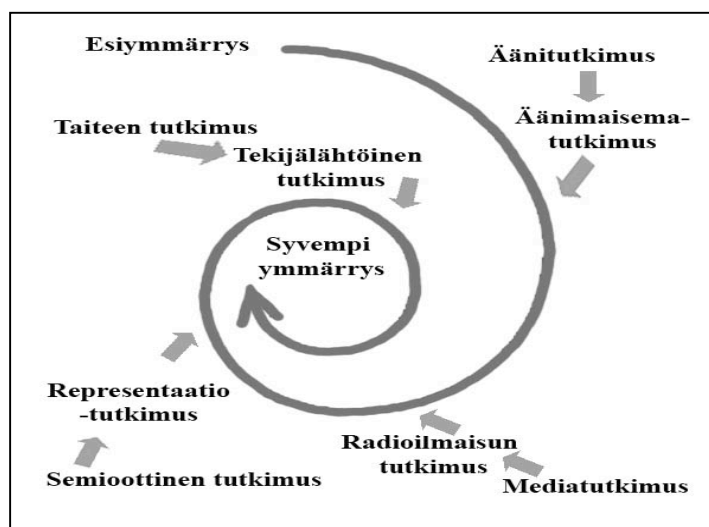 Esiymmärrys
Äänitutkimus
Äänimaisema-
tutkimus
Taiteen tutkimus
Tekijälähtöinen
tutkimus
Syvempi
ymmärrys
Representaatio
-tutkimus
Semioottinen tutkimus
Radioilmaisun
tutkimus
Mediatutkimus